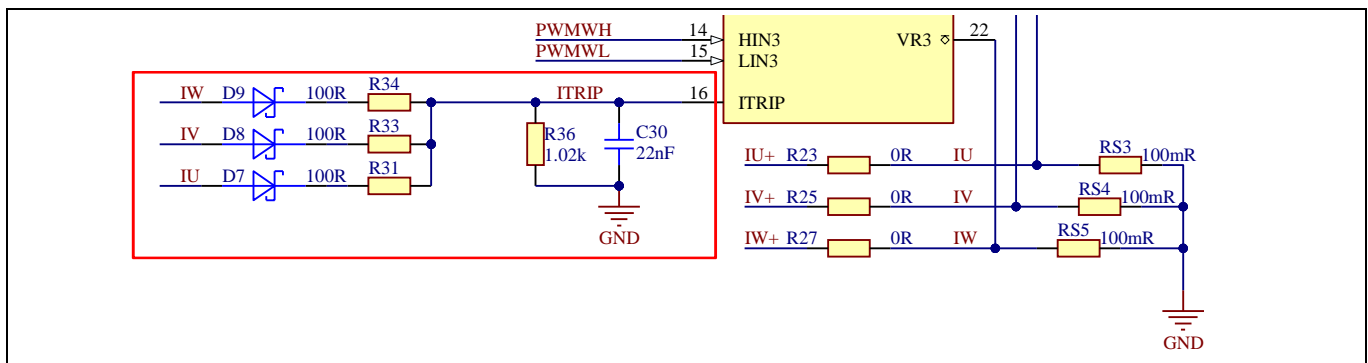 PWMWH 14 HIN3 VR3 22
PWMWL 15 LIN3
IW D9 100R R34 ITRIP 16 ITRIP
IV D8 100R R33 R36 C30
1.02k 22nF
IU D7 100R R31
GND
IU+ R23 0R IU RS3 100mR
IV+ R25 0R IV RS4 100mR
IW+ R27 0R IW RS5 100mR
GND